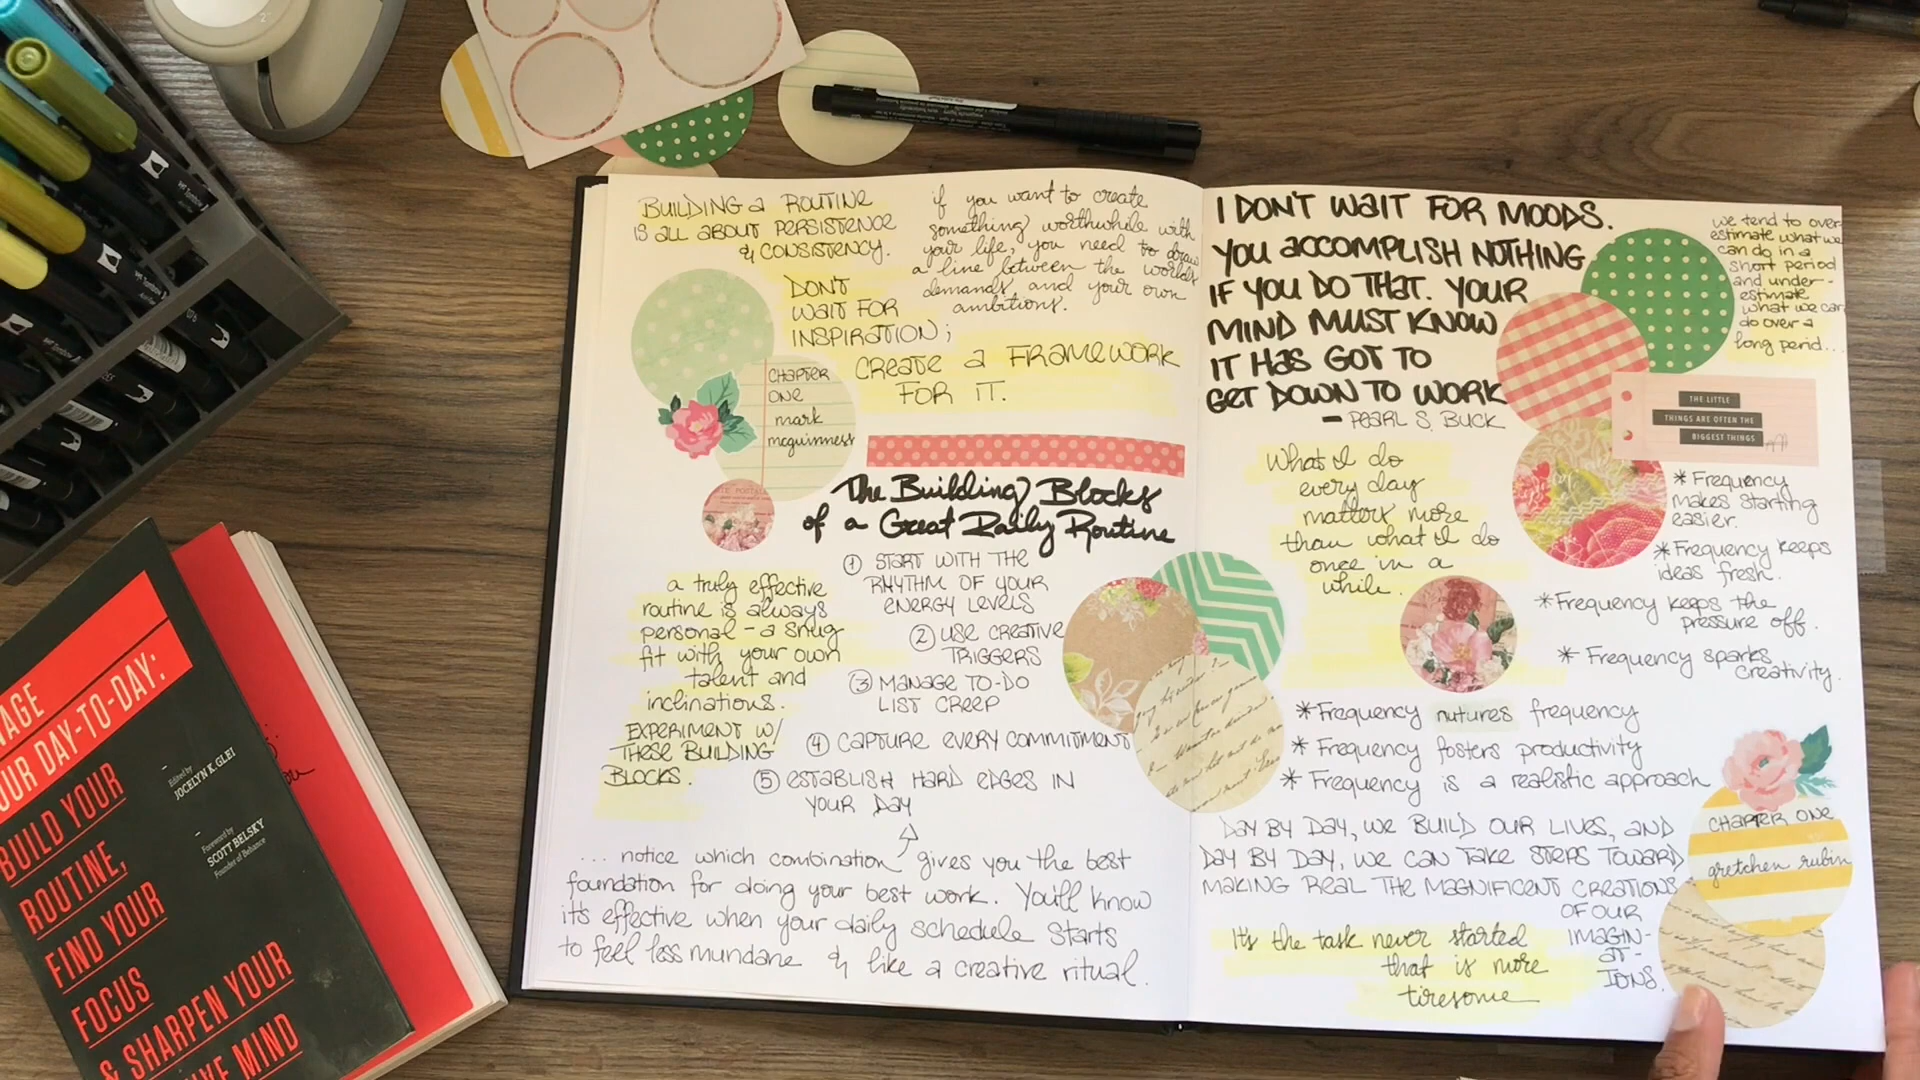 BUILDING a ROUTINE
IS all ABOUT PERSISTENCE
& CONSISTENCY.
if you want to create
something worthwhile with
your life, you need to draw
a line between the worlds
demands, and your own
ambitions.
DON'T
WAIT FOR
INSPIRATION;
CREATE a FRAMEWORK
FOR IT.
CHAPTER
ONE
mark
mcguinness
The Building Blocks
of a Great Daily Routine
a truly effective
routine is always
personal - a snug
fit with your own
talent and
inclinations.
EXPERIMENT W/
THESE BUILDING
BLOCKS.
① START WITH THE
RHYTHM OF YOUR
ENERGY LEVELS
② USE CREATIVE
TRIGGERS
③ MANAGE TO-DO
LIST CREEP
④ CAPTURE EVERY COMMITMENT
⑤ ESTABLISH HARD EDGES IN
YOUR DAY
... notice which combination gives you the best
foundation for doing your best work. You'll know
it's effective when your daily schedule starts
to feel less mundane & like a creative ritual.
I DON'T WAIT FOR MOODS.
YOU ACCOMPLISH NOTHING
IF YOU DO THAT. YOUR
MIND MUST KNOW
IT HAS GOT TO
GET DOWN TO WORK
- PEARL S. BUCK
we tend to over
estimate what we
can do in a
short period
and under-
estimate
what we can
do over a
long perid...
THE LITTLE
THINGS ARE OFTEN THE
BIGGEST THINGS
What I do
every day
matters more
than what I do
once in a
while.
* Frequency
makes starting
easier.
* Frequency keeps
ideas fresh.
* Frequency keeps the
pressure off.
* Frequency sparks
creativity.
* Frequency nutures frequency
* Frequency fosters productivity
* Frequency is a realistic approach
DAY BY DAY, WE BUILD OUR LIVES, AND
DAY BY DAY, WE CAN TAKE STEPS TOWARD
MAKING REAL THE MAGNIFICENT CREATIONS
OF OUR
IMAGIN-
AT-
IONS.
CHAPTER ONE
gretchen rubin
It's the task never started
that is more
tiresome
NAGE
OUR DAY-TO-DAY:
BUILD YOUR
ROUTINE,
FIND YOUR
FOCUS
& SHARPEN YOUR
MIND
Edited by
JOCELYN K. GLEI
Foreword by
SCOTT BELSKY
Founder of Behance